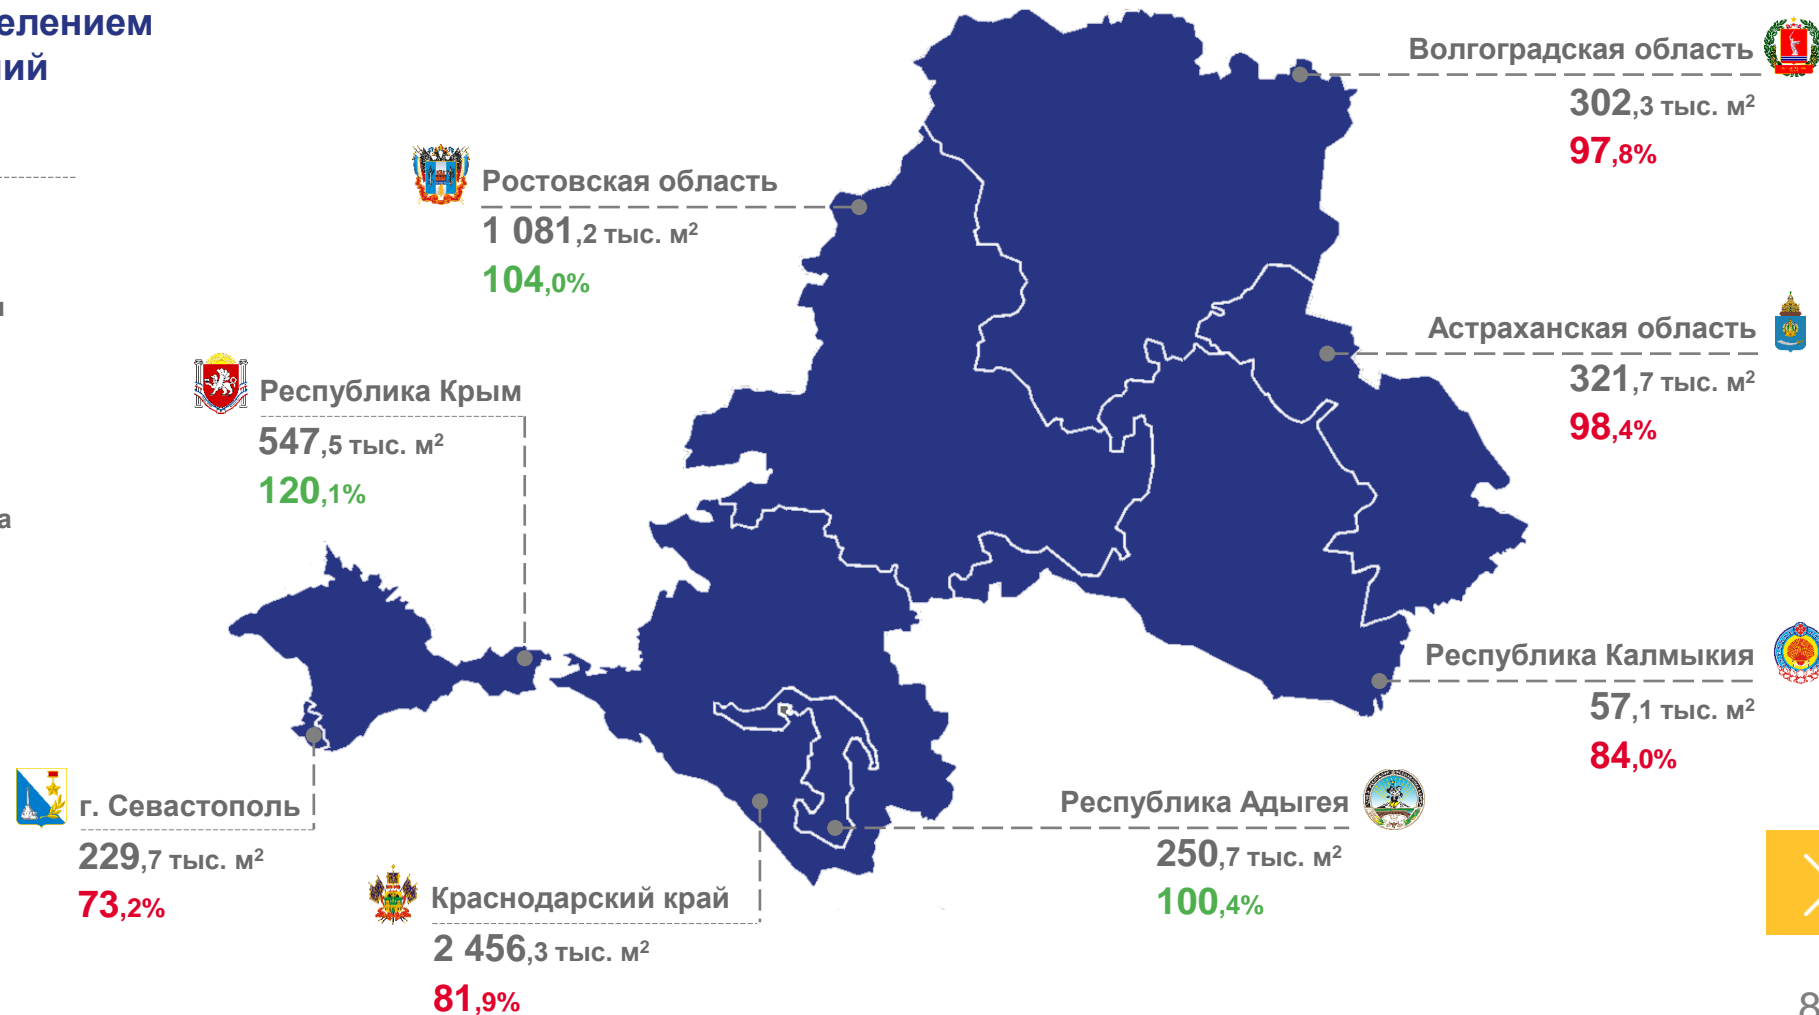 елением
ий
а
Волгоградская область
302,3 тыс. м²
97,8%
Ростовская область
1 081,2 тыс. м²
104,0%
Астраханская область
321,7 тыс. м²
98,4%
Республика Крым
547,5 тыс. м²
120,1%
Республика Калмыкия
57,1 тыс. м²
84,0%
г. Севастополь
229,7 тыс. м²
73,2%
Республика Адыгея
250,7 тыс. м²
100,4%
Краснодарский край
2 456,3 тыс. м²
81,9%
8